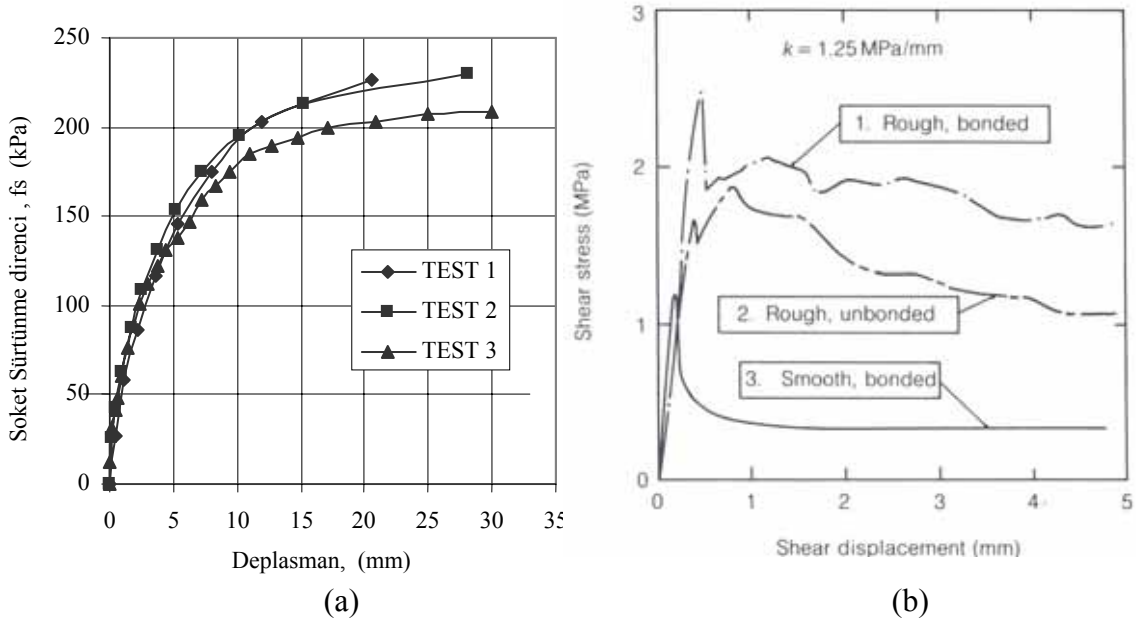 250
200
150
100
50
0
0 5 10 15 20 25 30 35
Soket Sürtünme direnci , fs (kPa)
Deplasman, (mm)
TEST 1
TEST 2
TEST 3
(a)
3
2
1
0
0 1 2 3 4 5
Shear stress (MPa)
Shear displacement (mm)
k = 1.25 MPa/mm
1. Rough, bonded
2. Rough, unbonded
3. Smooth, bonded
(b)